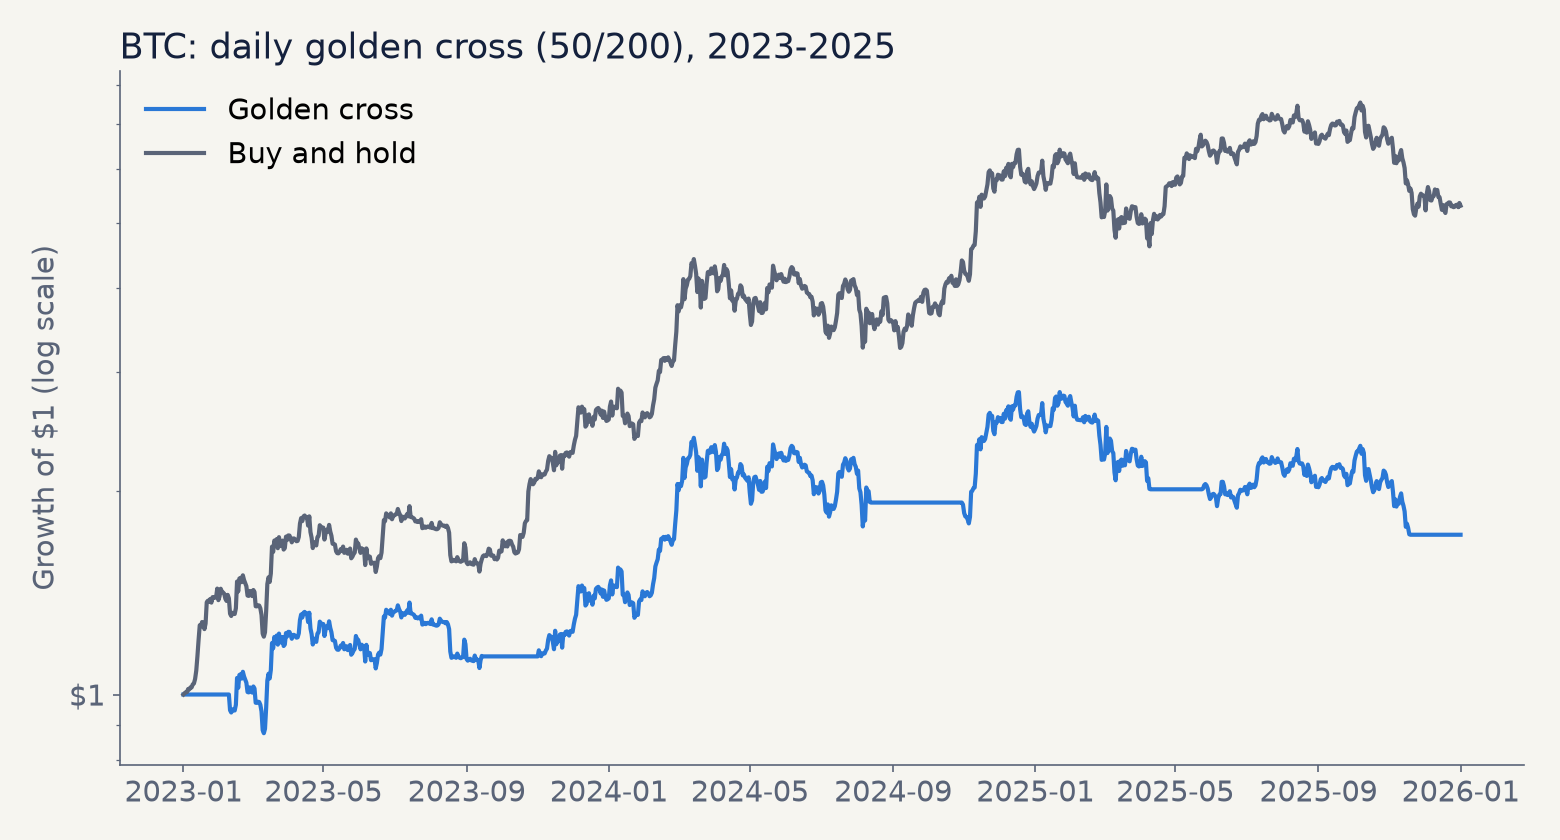 BTC: daily golden cross (50/200), 2023-2025
Golden cross
Buy and hold
Growth of $1 (log scale)
$1
2023-01 2023-05 2023-09 2024-01 2024-05 2024-09 2025-01 2025-05 2025-09 2026-01